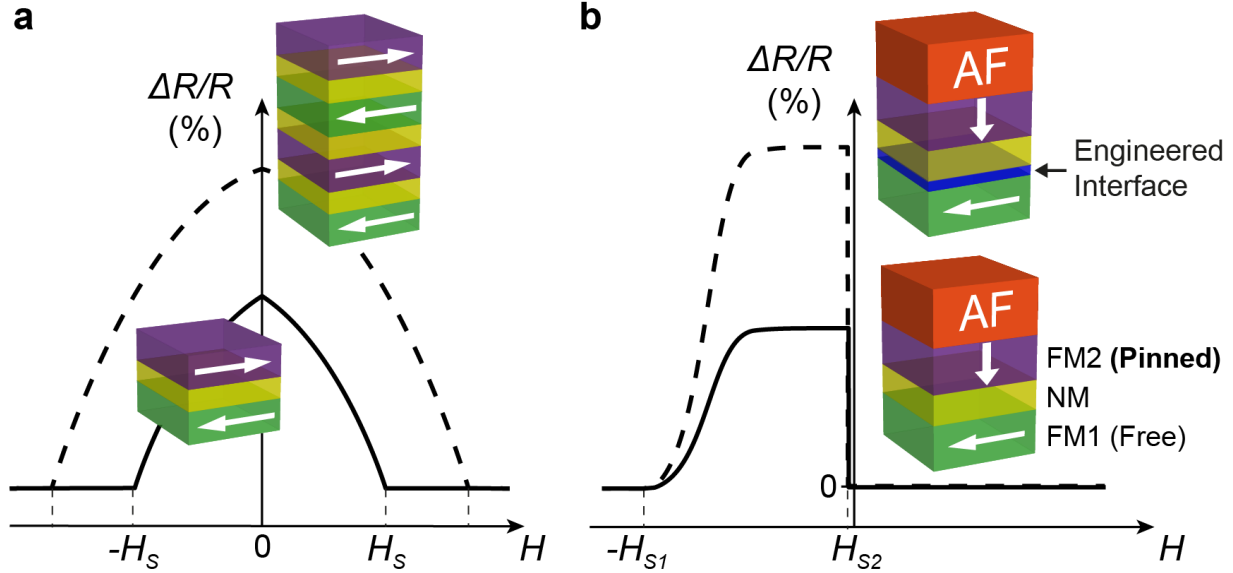 a
ΔR/R
(%)
-H_S
0
H_S
H
b
ΔR/R
(%)
AF
Engineered
Interface
AF
FM2 (Pinned)
NM
FM1 (Free)
0
-H_S1
H_S2
H